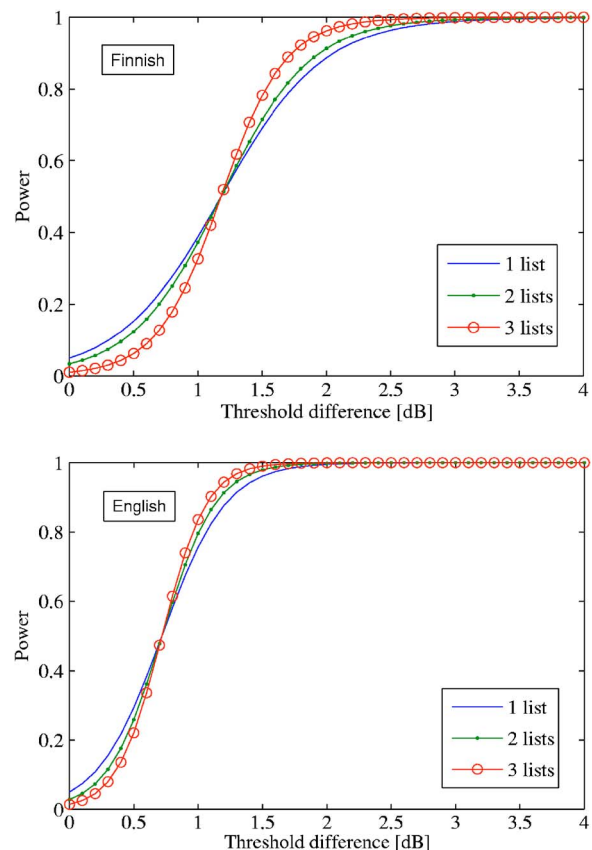 1
Finnish
0.8
0.6
Power
0.4
1 list
2 lists
0.2
3 lists
0
0 0.5 1 1.5 2 2.5 3 3.5 4
Threshold difference [dB]
1
English
0.8
0.6
Power
0.4
1 list
0.2
2 lists
3 lists
0
0 0.5 1 1.5 2 2.5 3 3.5 4
Threshold difference [dB]